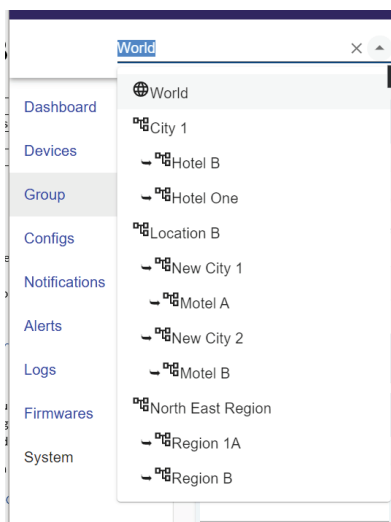 World
Dashboard
Devices
Group
Configs
Notifications
Alerts
Logs
Firmwares
System
World
City 1
Hotel B
Hotel One
Location B
New City 1
Motel A
New City 2
Motel B
North East Region
Region 1A
Region B